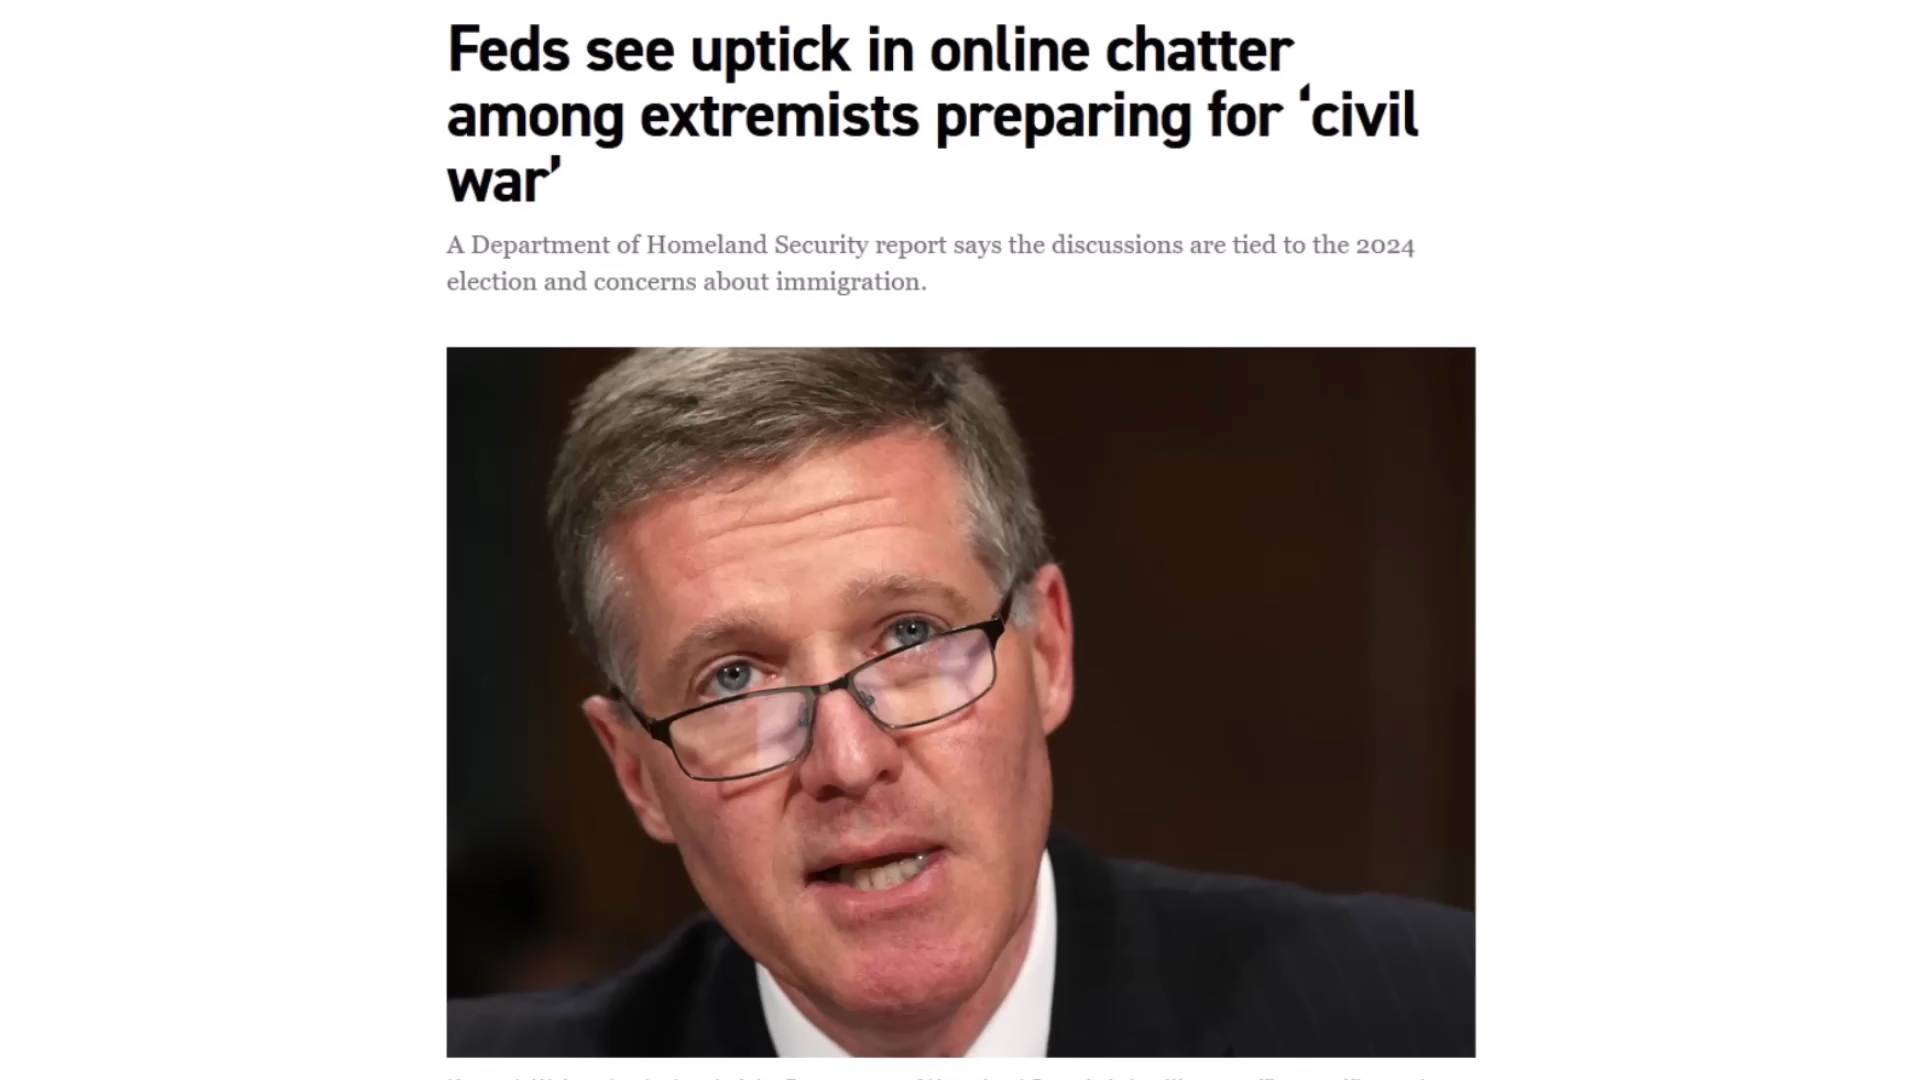 Feds see uptick in online chatter
among extremists preparing for ‘civil
war’
A Department of Homeland Security report says the discussions are tied to the 2024
election and concerns about immigration.